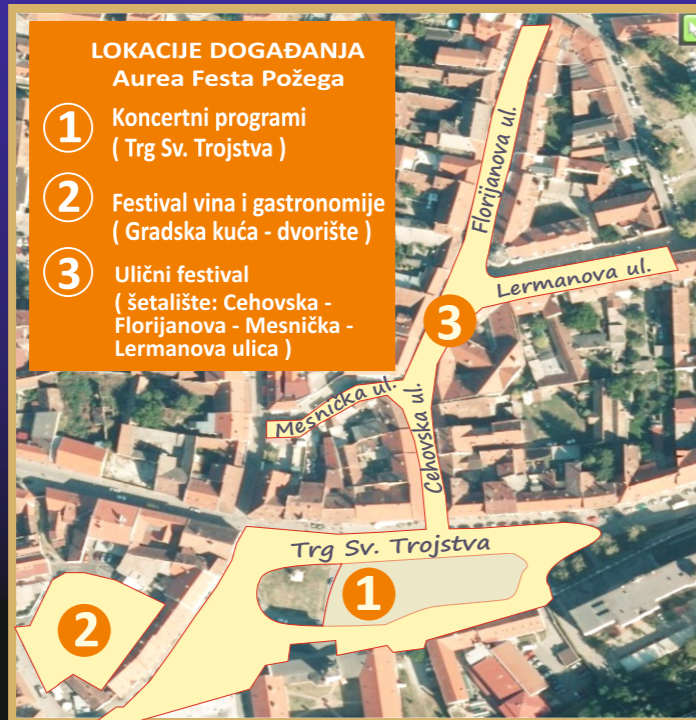 LOKACIJE DOGAĐANJA
Aurea Festa Požega
1
Koncertni programi
( Trg Sv. Trojstva )
2
Festival vina i gastronomije
( Gradska kuća - dvorište )
3
Ulični festival
( šetalište: Cehovska -
Florijanova - Mesnička -
Lermanova ulica )
Florijanova ul.
Lermanova ul.
3
Mesnička ul.
Cehovska ul.
Trg Sv. Trojstva
1
2